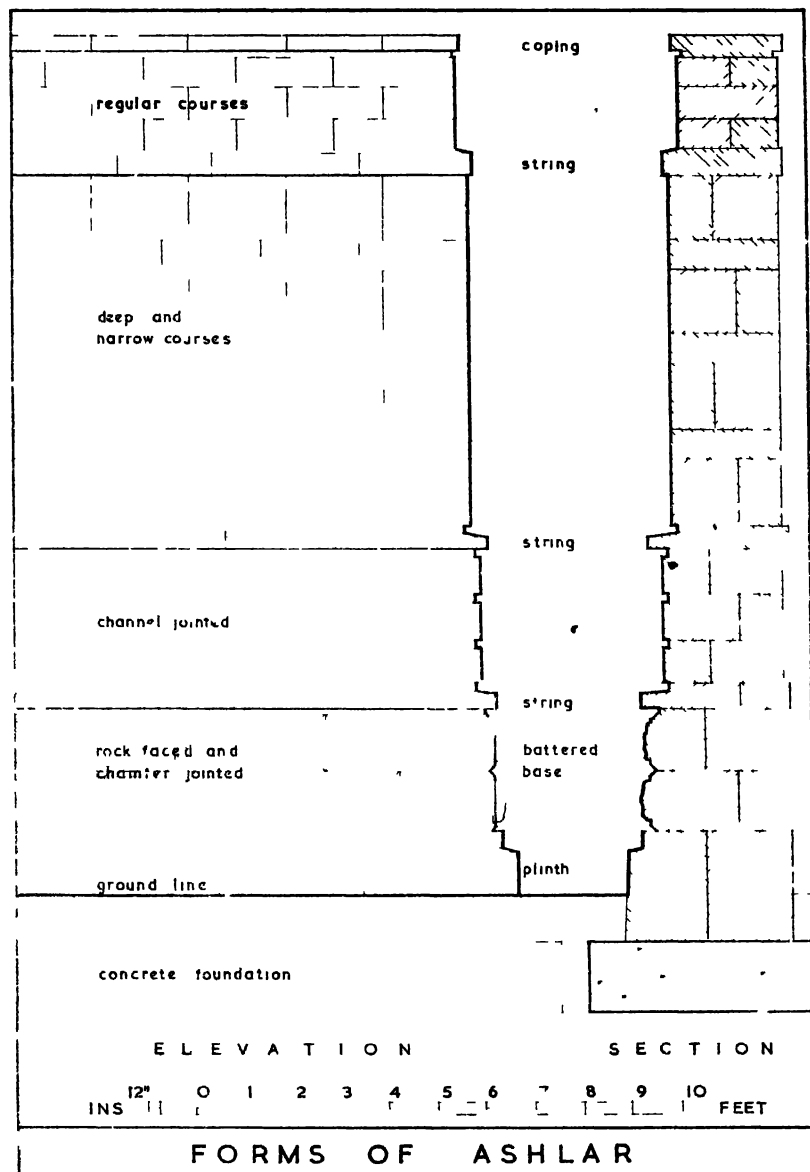 coping
regular courses
string
deep and
narrow courses
string
channel jointed
string
rock faced and
chamfer jointed
battered
base
plinth
ground line
concrete foundation
ELEVATION
SECTION
INS 12" 0 1 2 3 4 5 6 7 8 9 10 FEET
FORMS OF ASHLAR